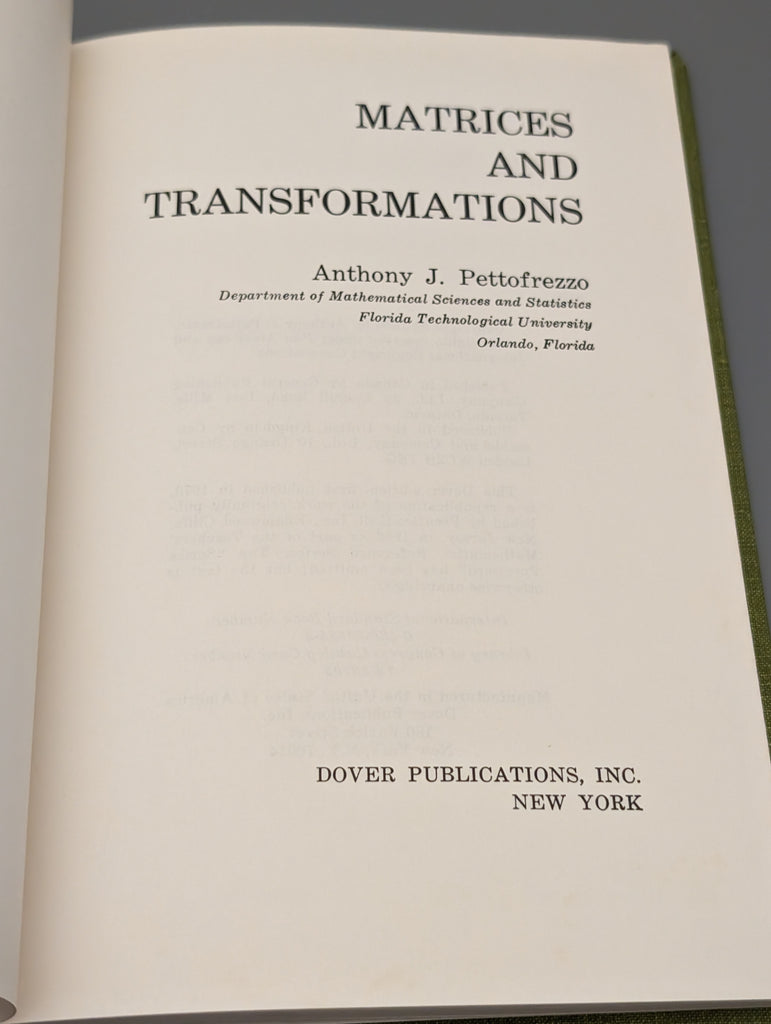 MATRICES
AND
TRANSFORMATIONS
Anthony J. Pettofrezzo
Department of Mathematical Sciences and Statistics
Florida Technological University
Orlando, Florida
DOVER PUBLICATIONS, INC.
NEW YORK